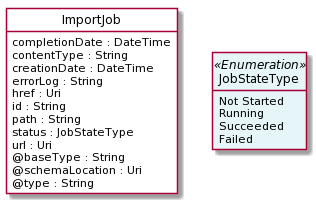 ImportJob
completionDate : DateTime
contentType : String
creationDate : DateTime
errorLog : String
href : Uri
id : String
path : String
status : JobStateType
url : Uri
@baseType : String
@schemaLocation : Uri
@type : String
«Enumeration»
JobStateType
Not Started
Running
Succeeded
Failed